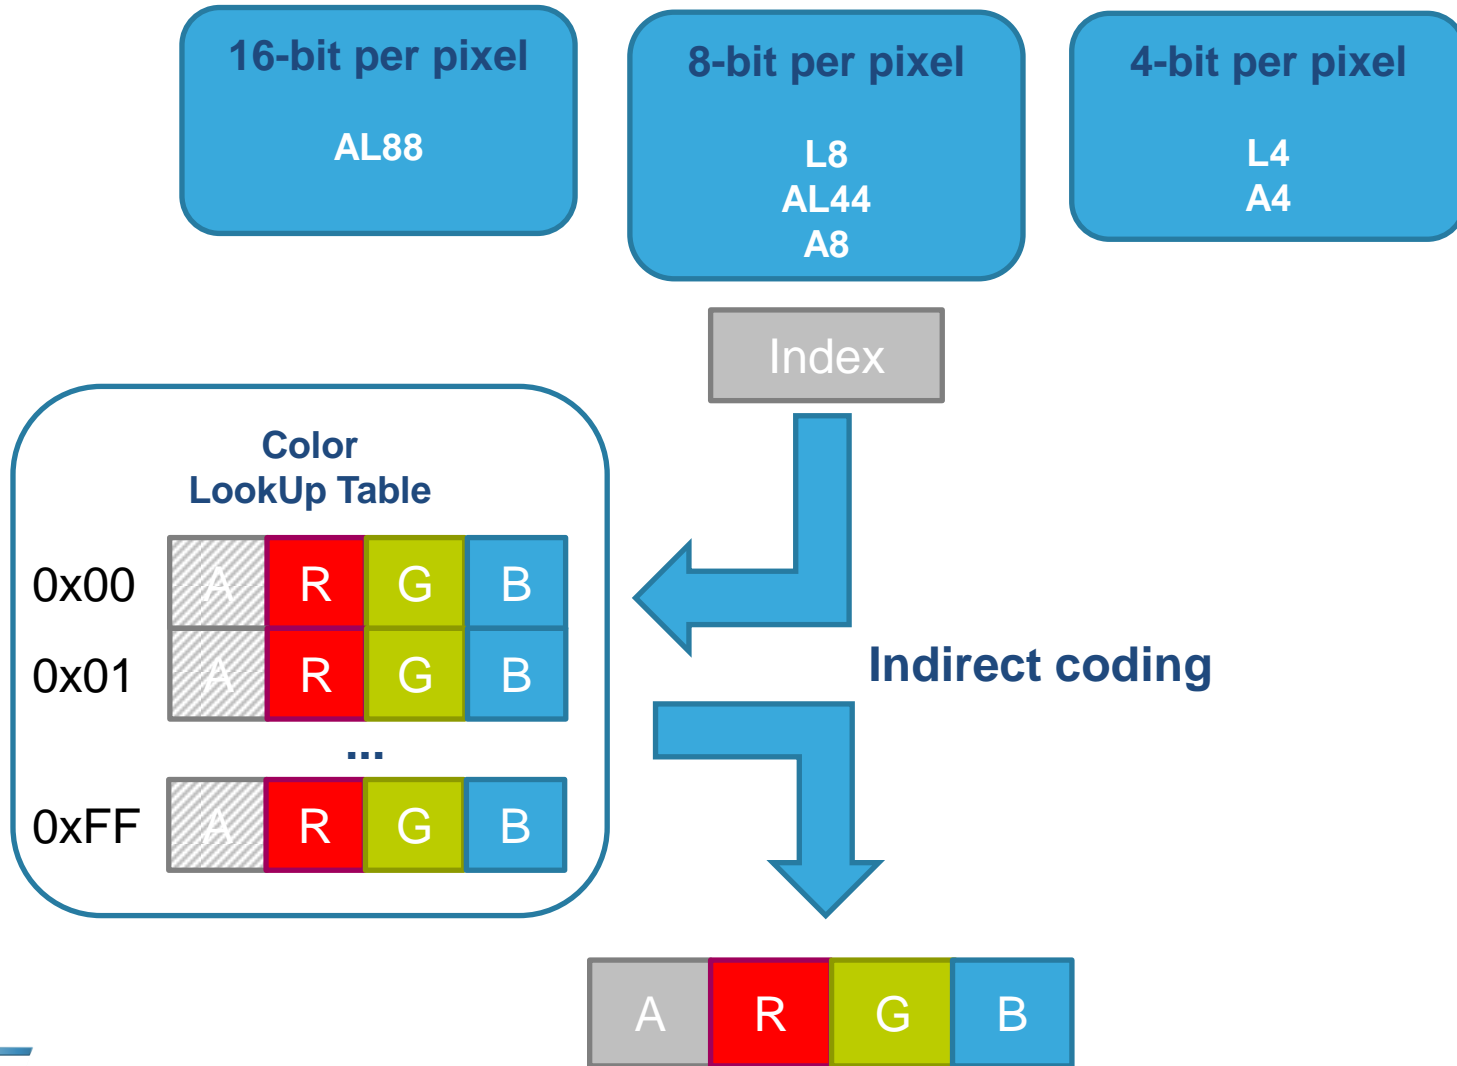 16-bit per pixel
AL88
8-bit per pixel
L8
AL44
A8
4-bit per pixel
L4
A4
Index
Color
LookUp Table
0x00 A R G B
0x01 A R G B
...
0xFF A R G B
Indirect coding
A R G B